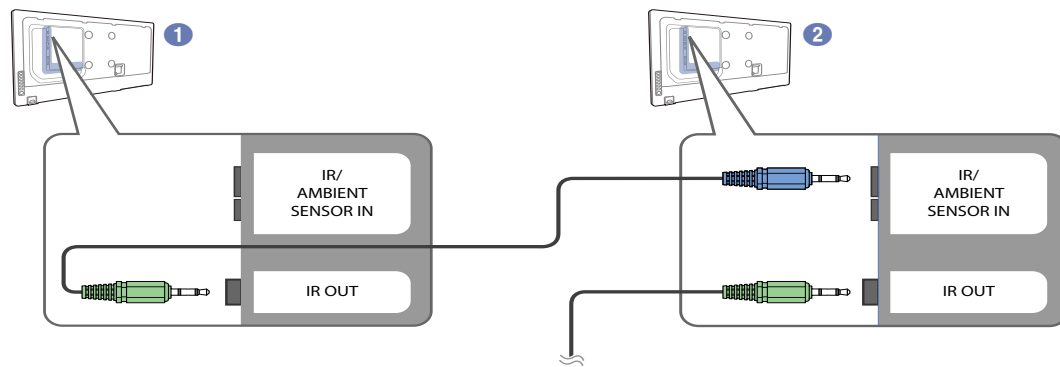 1
2
IR/
AMBIENT
SENSOR IN
IR OUT
IR/
AMBIENT
SENSOR IN
IR OUT